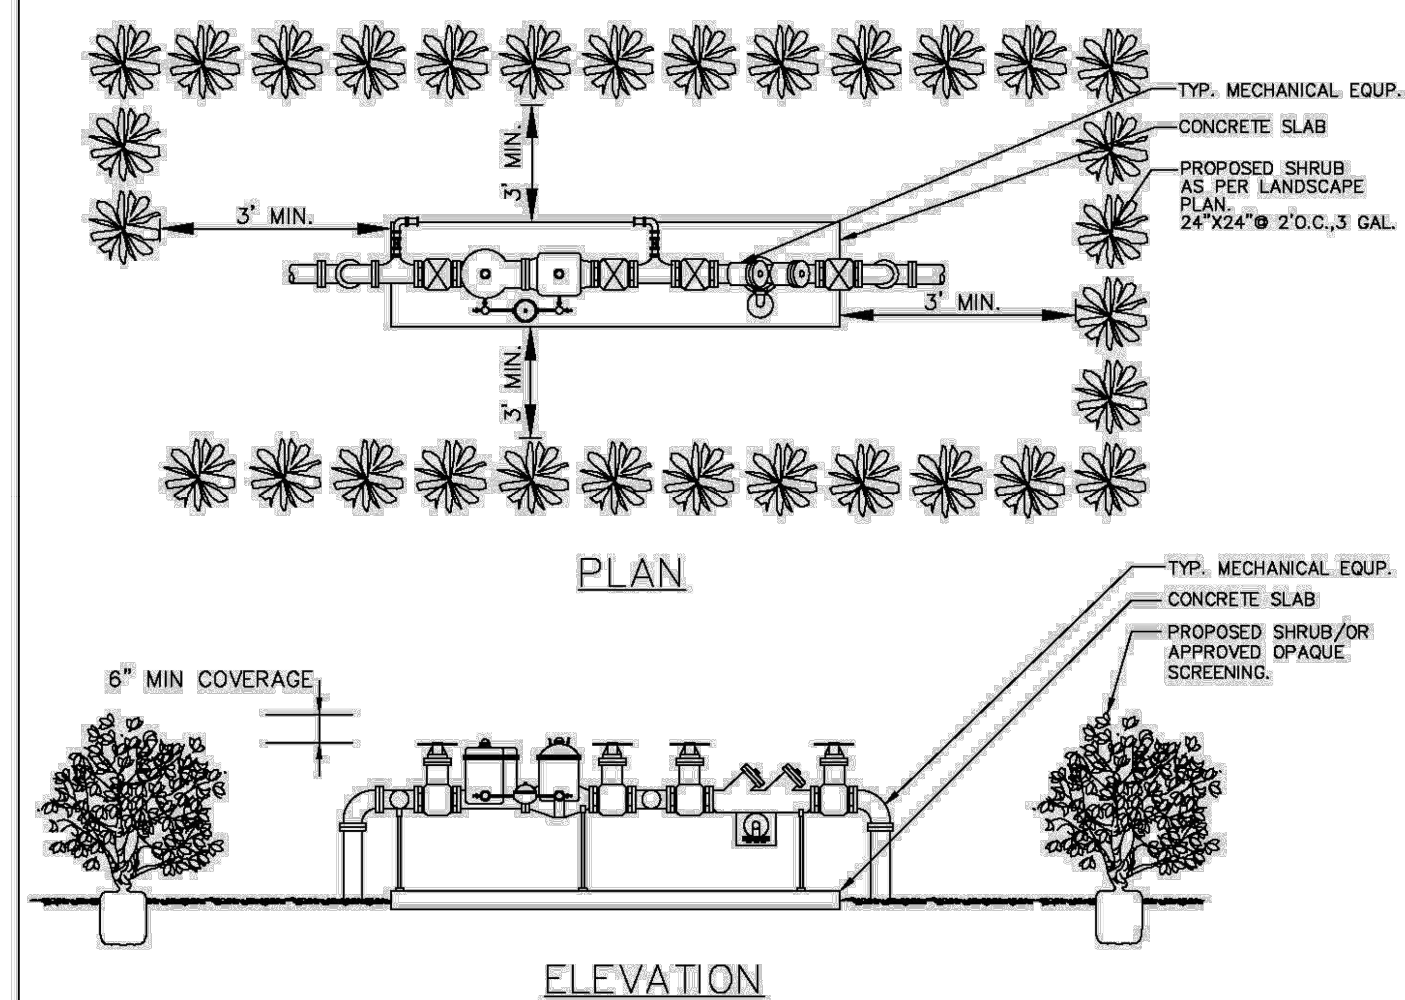 TYP. MECHANICAL EQUP.
CONCRETE SLAB
PROPOSED SHRUB
AS PER LANDSCAPE
PLAN.
24"X24"@ 2'O.C.,3 GAL.
3' MIN.
3' MIN.
3' MIN.
3' MIN.
PLAN
TYP. MECHANICAL EQUP.
CONCRETE SLAB
PROPOSED SHRUB/OR
APPROVED OPAQUE
SCREENING.
6" MIN COVERAGE
ELEVATION